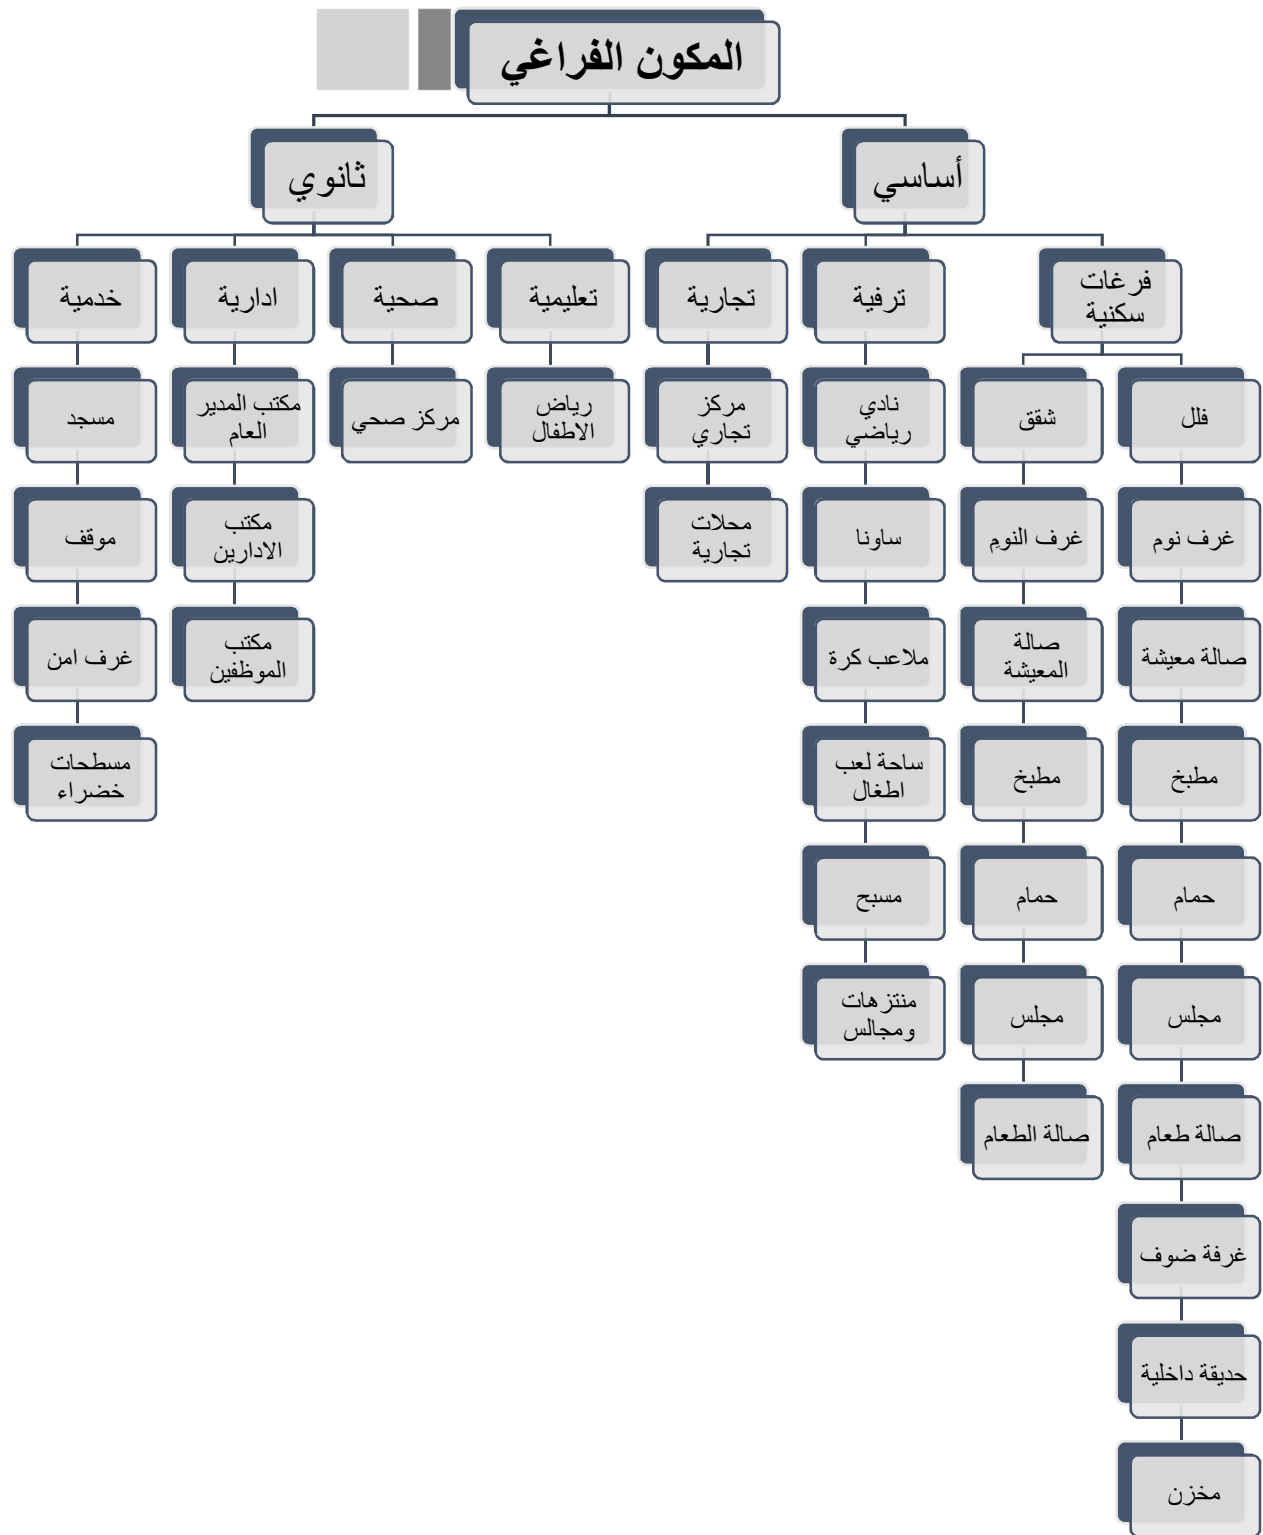 المكون الفراغي
أساسي
ثانوي
فرغات
سكنية
ترفية
تجارية
تعليمية
صحية
ادارية
خدمية
فلل
شقق
نادي
رياضي
مركز
تجاري
رياض
الاطفال
مركز صحي
مكتب المدير
العام
مسجد
غرف نوم
غرف النوم
ساونا
محلات
تجارية
مكتب
الادارين
موقف
صالة معيشة
صالة
المعيشة
ملاعب كرة
مكتب
الموظفين
غرف امن
مطبخ
مطبخ
ساحة لعب
اطغال
مسطحات
خضراء
حمام
حمام
مسبح
مجلس
مجلس
منتزهات
ومجالس
صالة طعام
صالة الطعام
غرفة ضوف
حديقة داخلية
مخزن